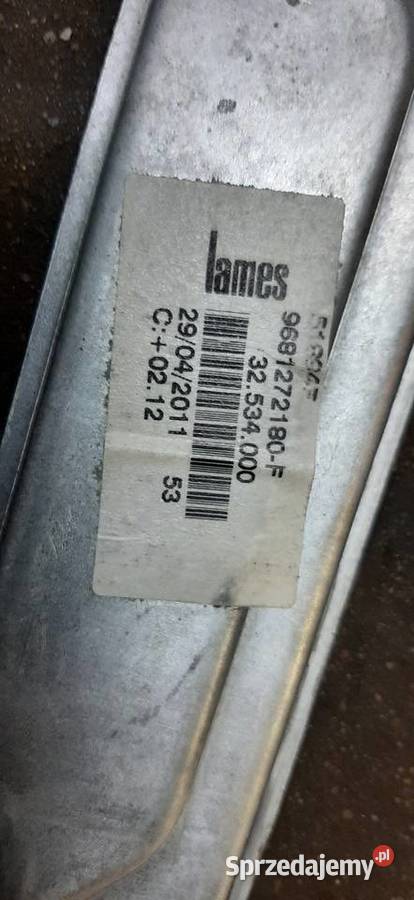 lames
9681272180-F
32.534.000
29/04/2011 53
C:+02.12
Sprzedajemy.pl